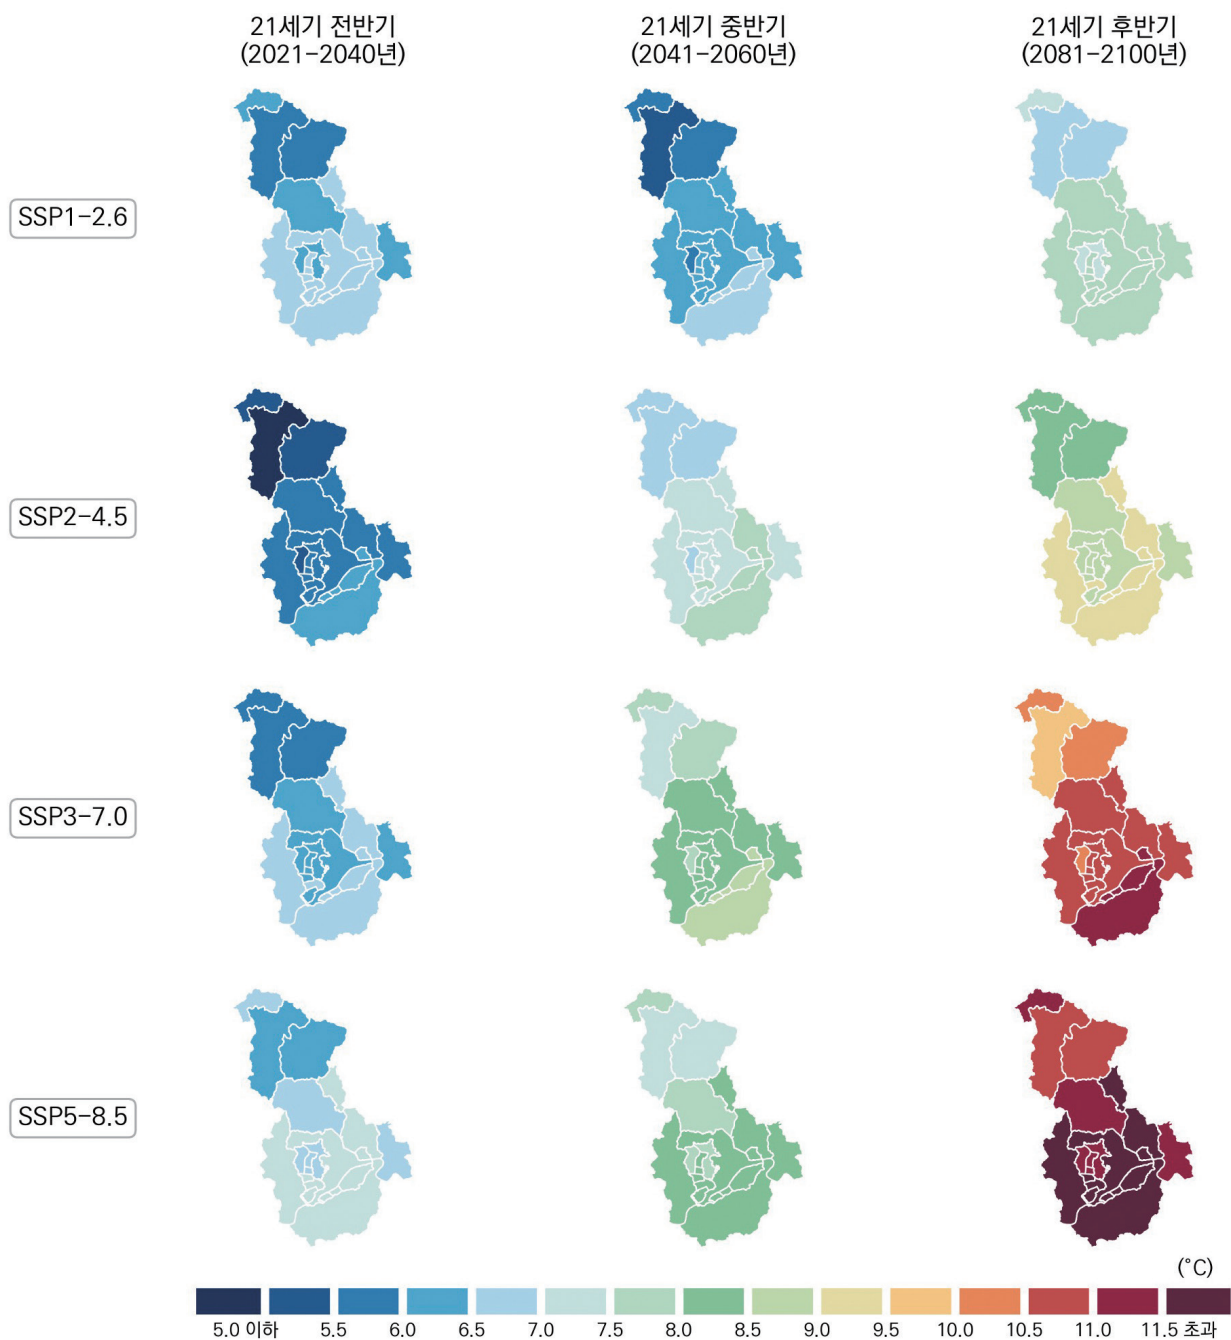 21세기 전반기
(2021-2040년)
21세기 중반기
(2041-2060년)
21세기 후반기
(2081-2100년)
SSP1-2.6
SSP2-4.5
SSP3-7.0
SSP5-8.5
(°C)
5.0 이하 5.5 6.0 6.5 7.0 7.5 8.0 8.5 9.0 9.5 10.0 10.5 11.0 11.5 초과